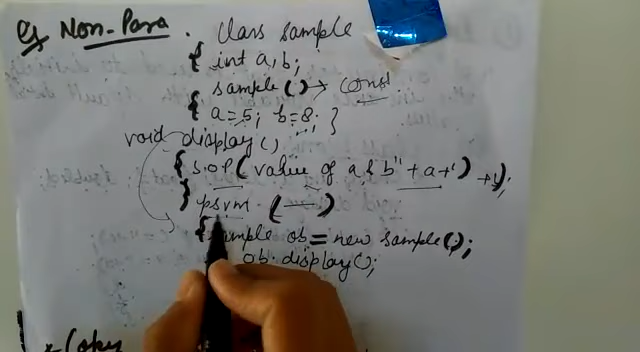 eg Non-Para. Class sample
{ int a, b;
sample() → const
{ a=5; b=8; }
void display()
{ S.O.P(value of a & b" + a+' ') + b);
} psvm (—)
{ sample ob = new sample();
ob.display();
Copy